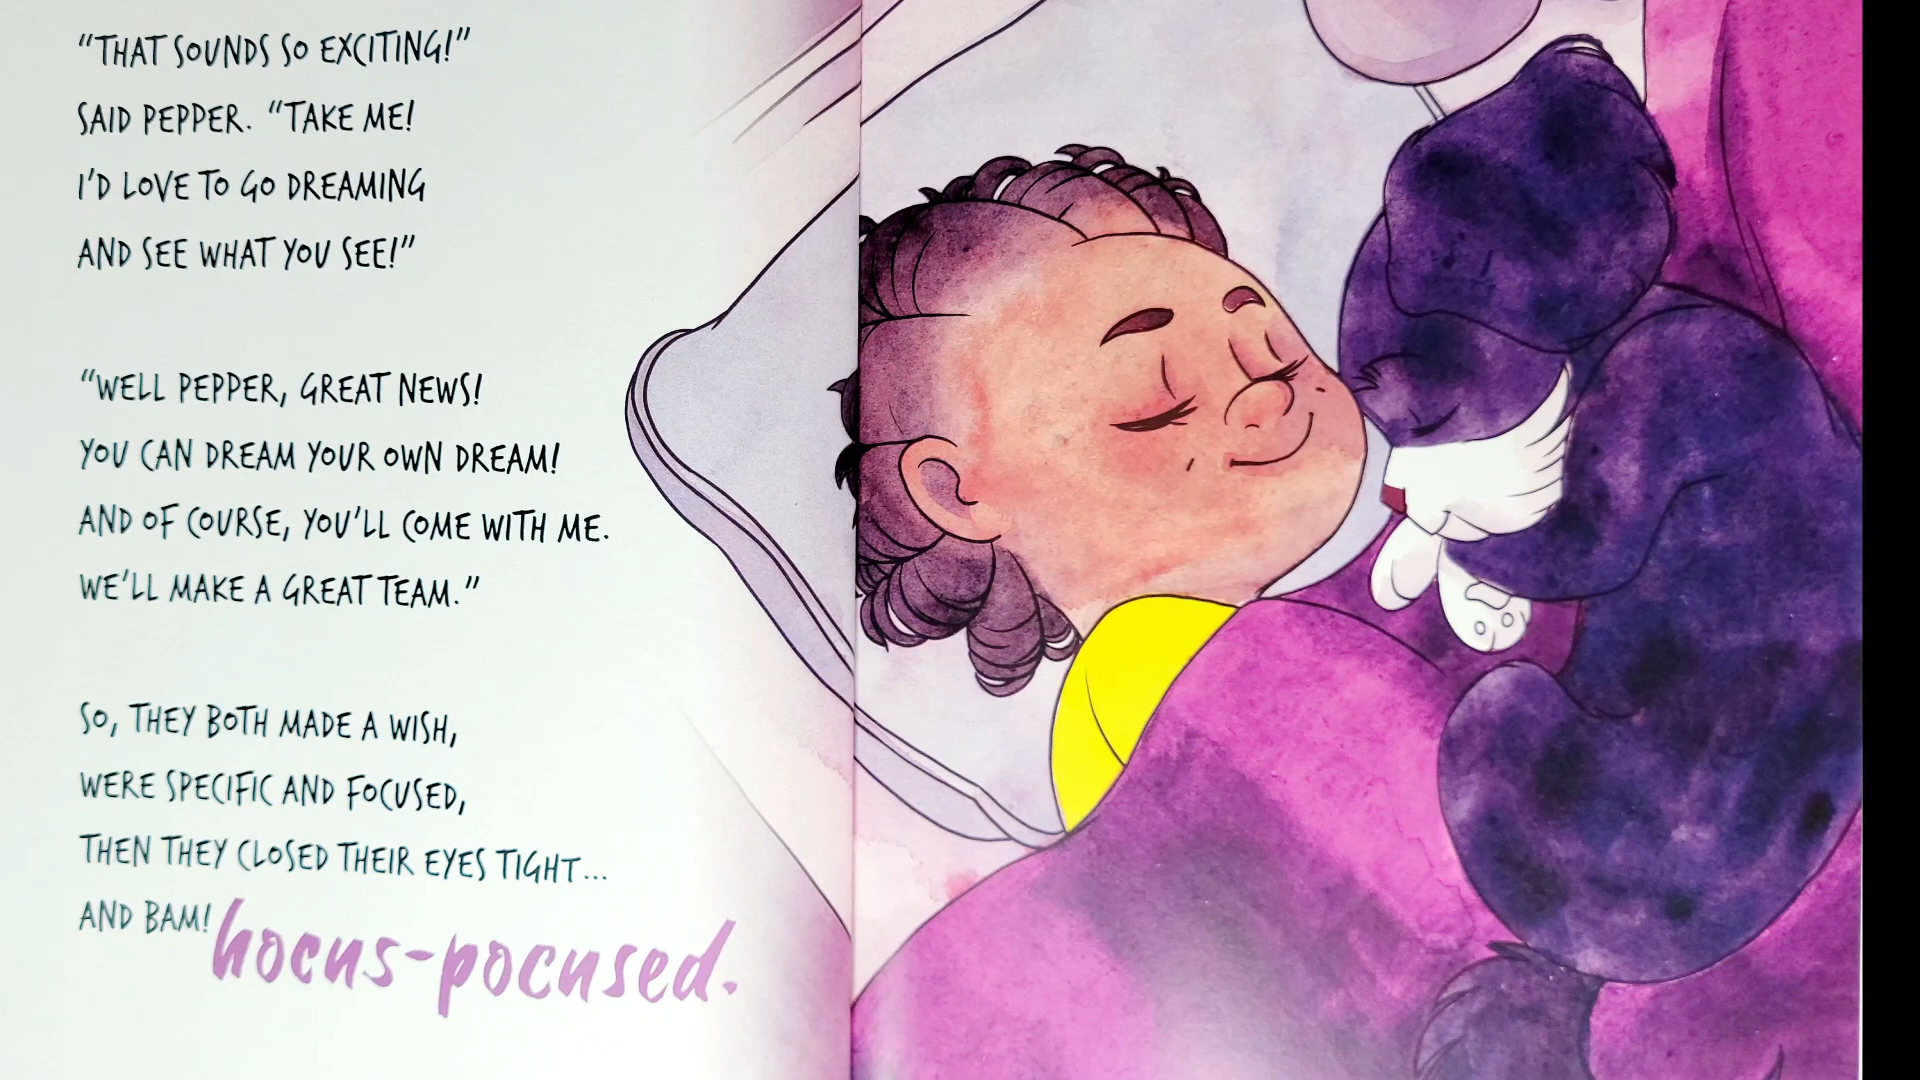 “THAT SOUNDS SO EXCITING!”
SAID PEPPER. “TAKE ME!
I’D LOVE TO GO DREAMING
AND SEE WHAT YOU SEE!”
“WELL PEPPER, GREAT NEWS!
YOU CAN DREAM YOUR OWN DREAM!
AND OF COURSE, YOU’LL COME WITH ME.
WE’LL MAKE A GREAT TEAM.”
SO, THEY BOTH MADE A WISH,
WERE SPECIFIC AND FOCUSED,
THEN THEY CLOSED THEIR EYES TIGHT...
AND BAM! hocus-pocused.